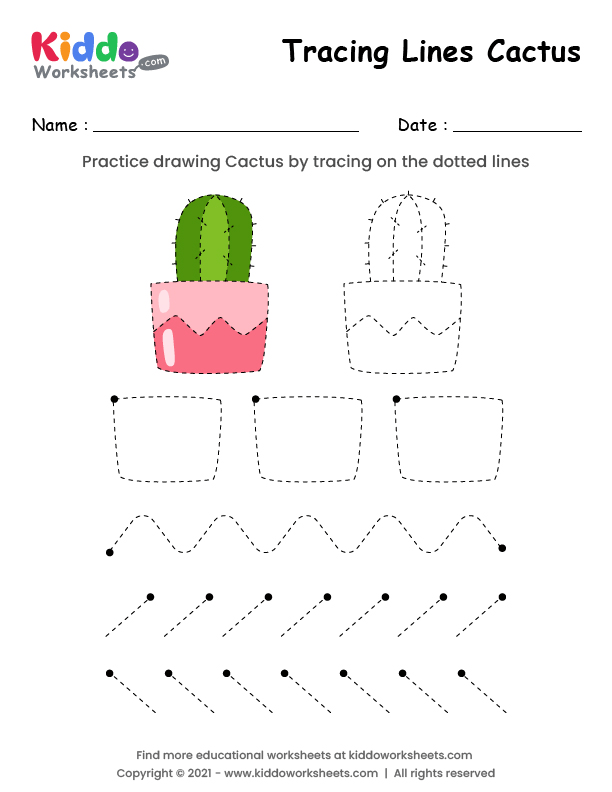 Kiddo
Worksheets.com
Tracing Lines Cactus
Name : Date :
Practice drawing Cactus by tracing on the dotted lines
Find more educational worksheets at kiddoworksheets.com
Copyright © 2021 - www.kiddoworksheets.com | All rights reserved